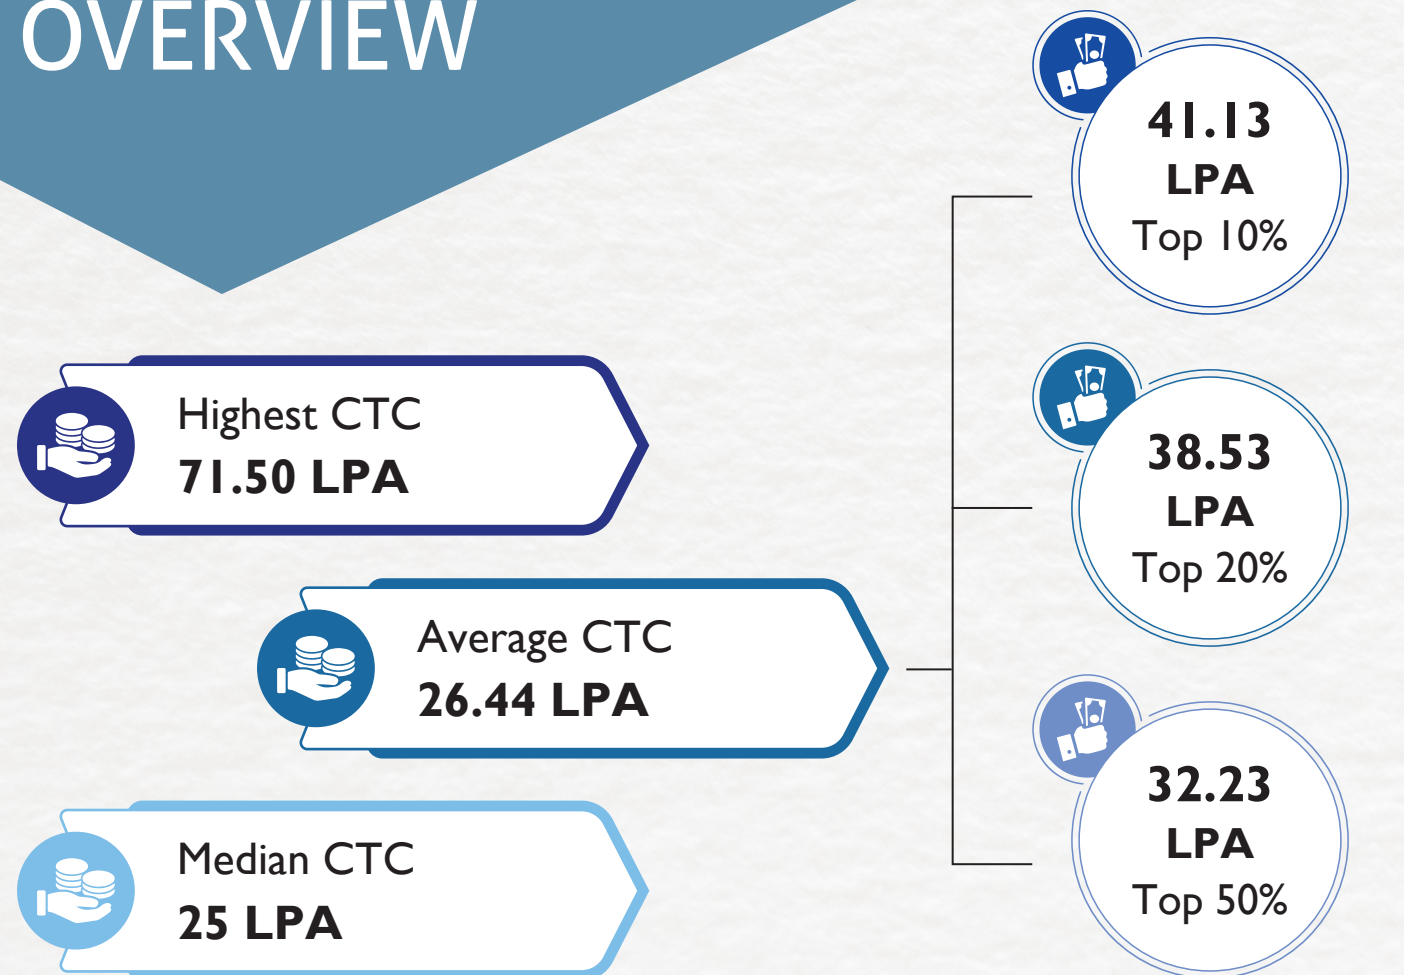 OVERVIEW
Highest CTC
71.50 LPA
Average CTC
26.44 LPA
Median CTC
25 LPA
41.13
LPA
Top 10%
38.53
LPA
Top 20%
32.23
LPA
Top 50%